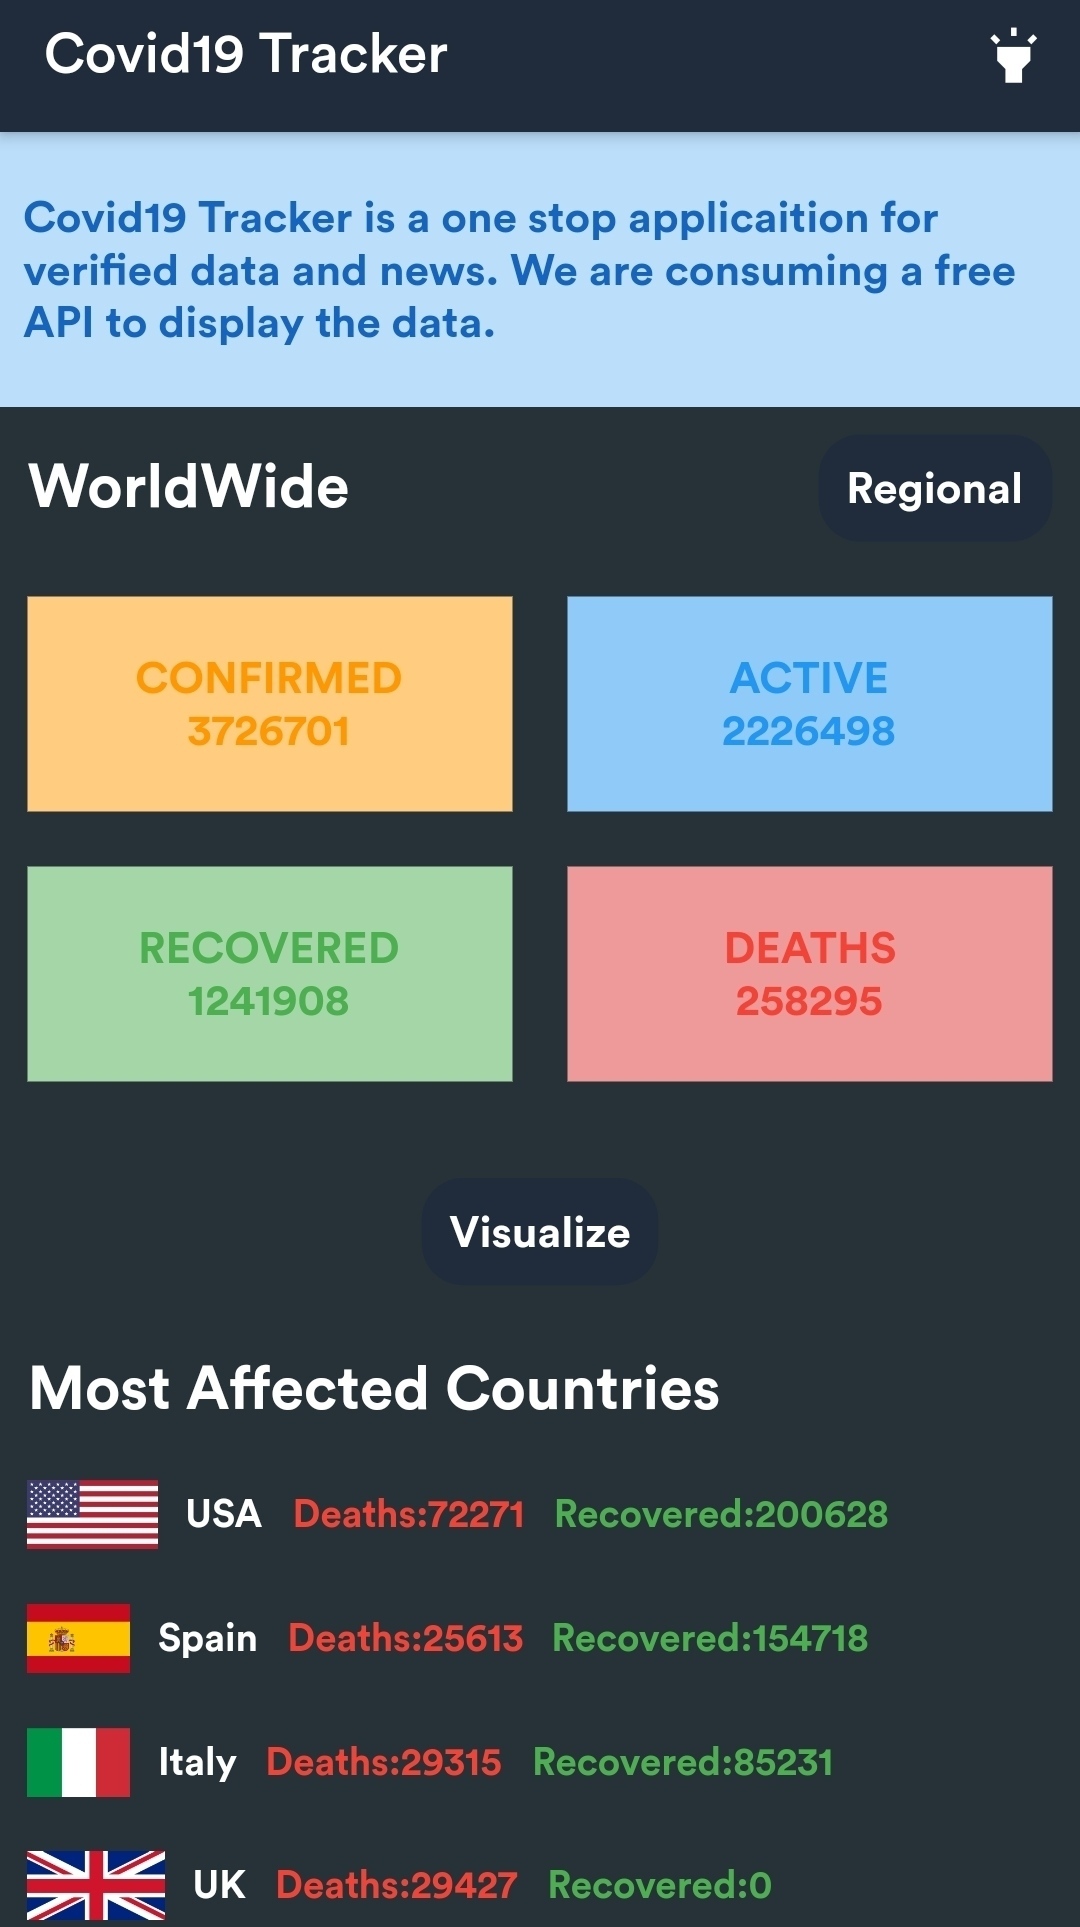 Covid19 Tracker
Covid19 Tracker is a one stop applicaition for
verified data and news. We are consuming a free
API to display the data.
WorldWide
Regional
CONFIRMED
3726701
ACTIVE
2226498
RECOVERED
1241908
DEATHS
258295
Visualize
Most Affected Countries
USA Deaths:72271 Recovered:200628
Spain Deaths:25613 Recovered:154718
Italy Deaths:29315 Recovered:85231
UK Deaths:29427 Recovered:0